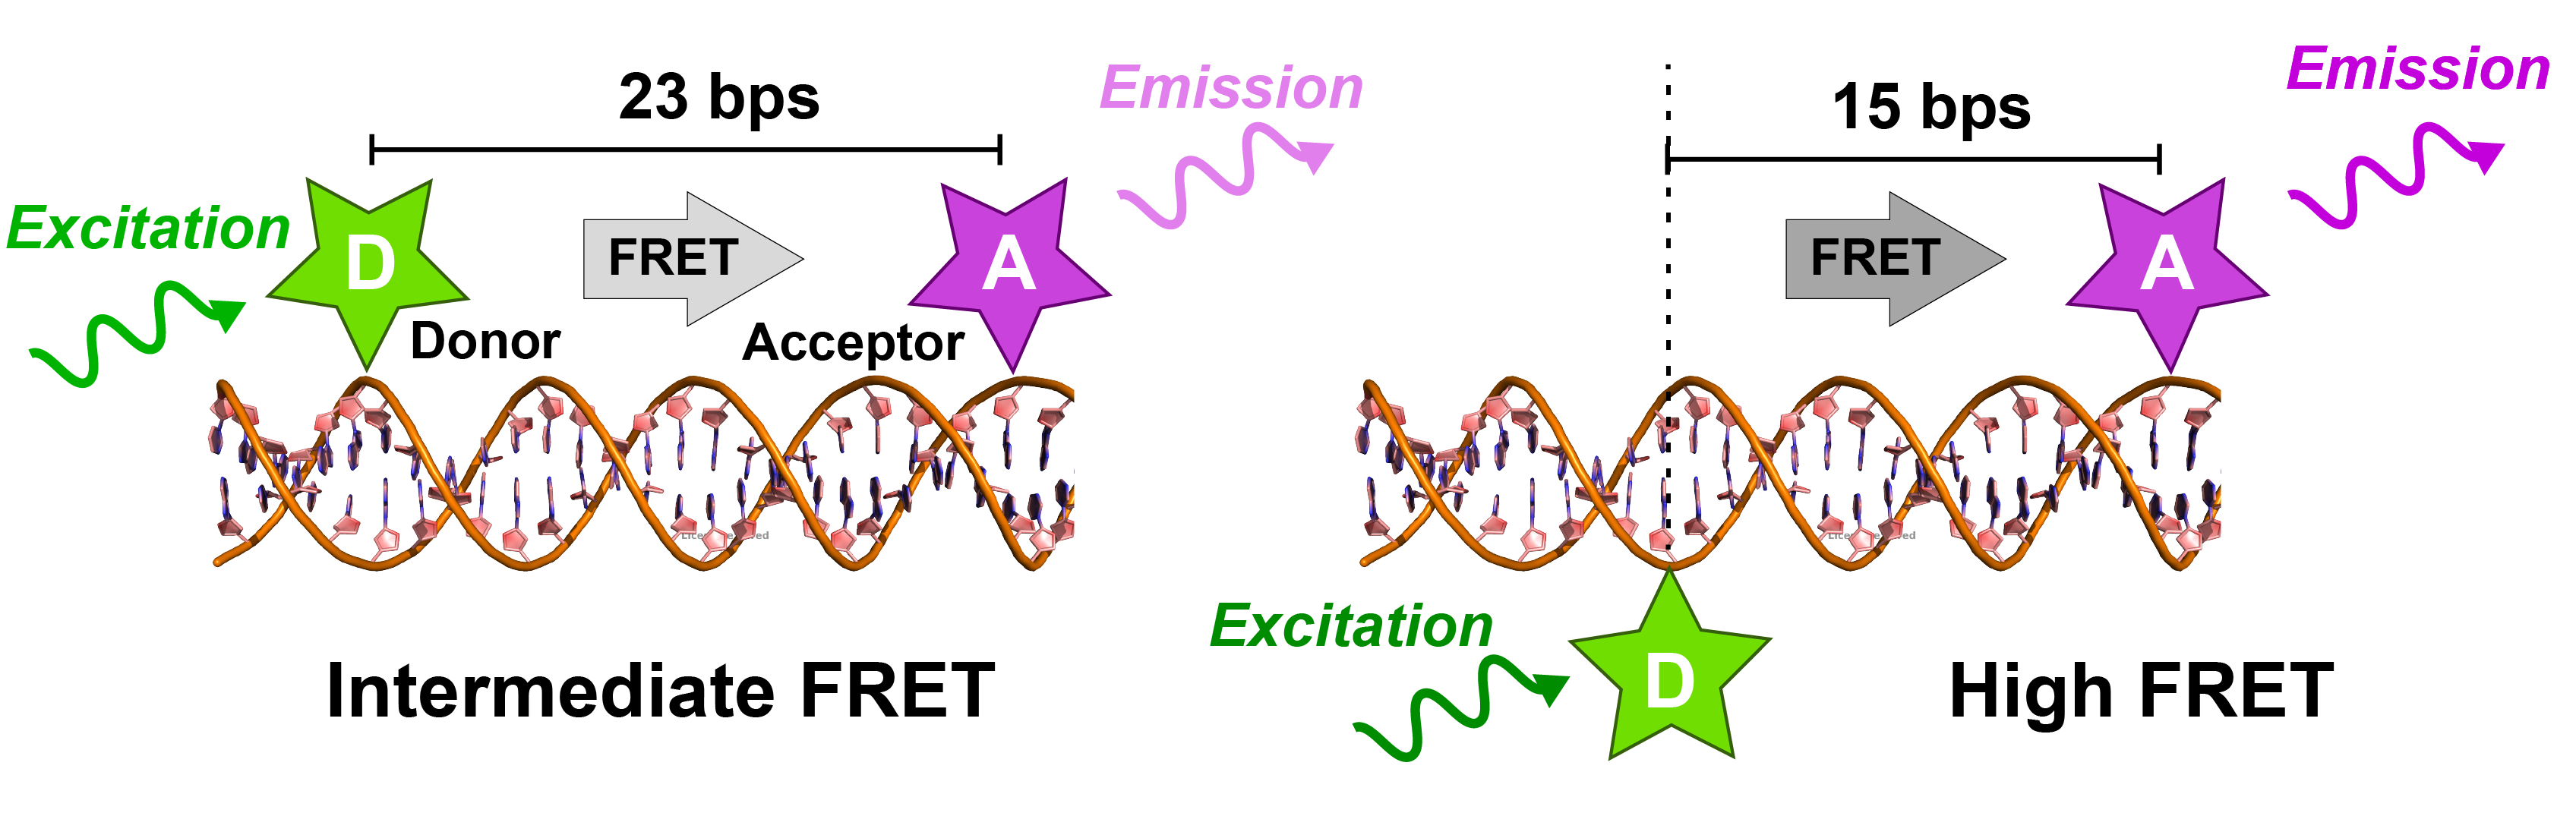 23 bps
Emission
Excitation
D
FRET
A
Donor
Acceptor
Intermediate FRET
15 bps
Emission
FRET
A
Excitation
D
High FRET